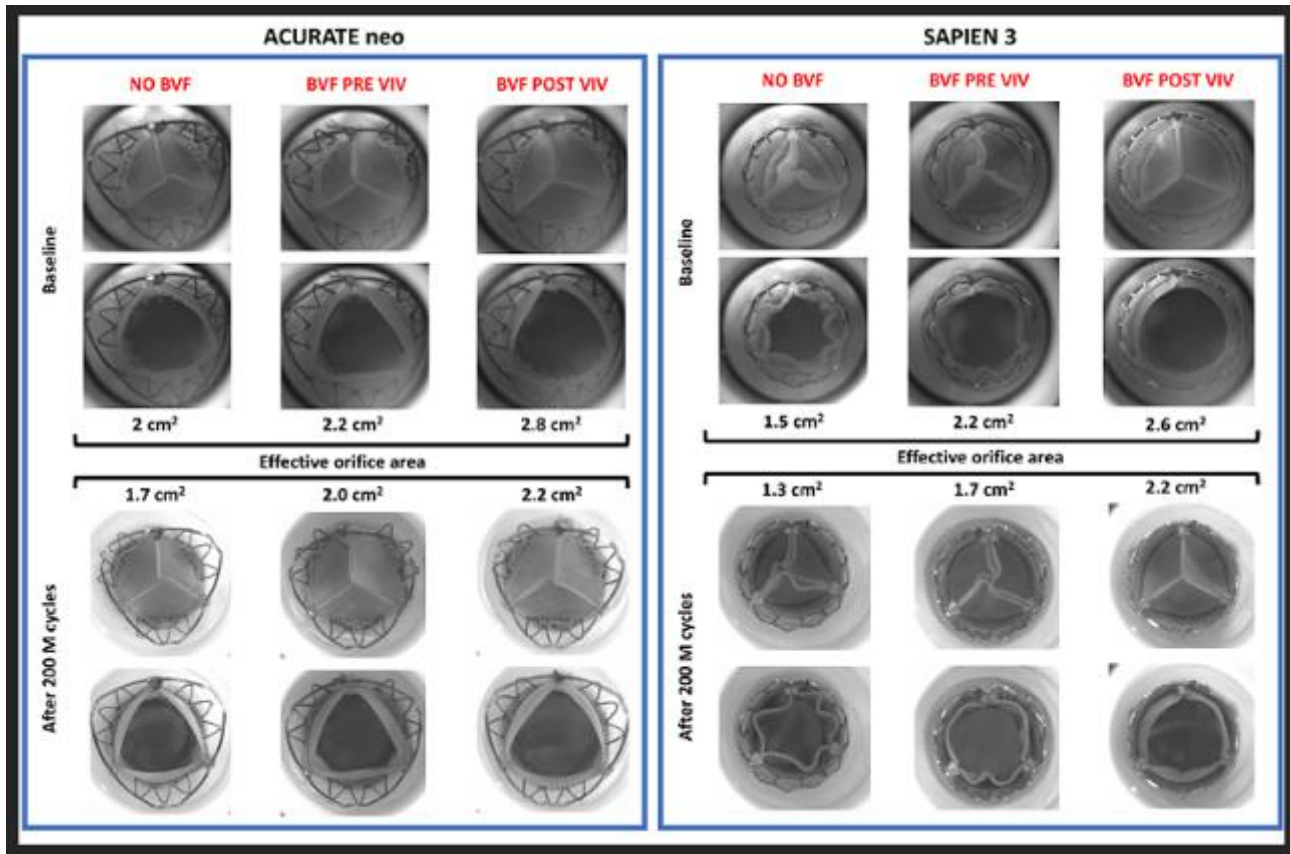 ACURATE neo
NO BVF BVF PRE VIV BVF POST VIV
Baseline
2 cm² 2.2 cm² 2.8 cm²
Effective orifice area
1.7 cm² 2.0 cm² 2.2 cm²
After 200 M cycles
SAPIEN 3
NO BVF BVF PRE VIV BVF POST VIV
Baseline
1.5 cm² 2.2 cm² 2.6 cm²
Effective orifice area
1.3 cm² 1.7 cm² 2.2 cm²
After 200 M cycles